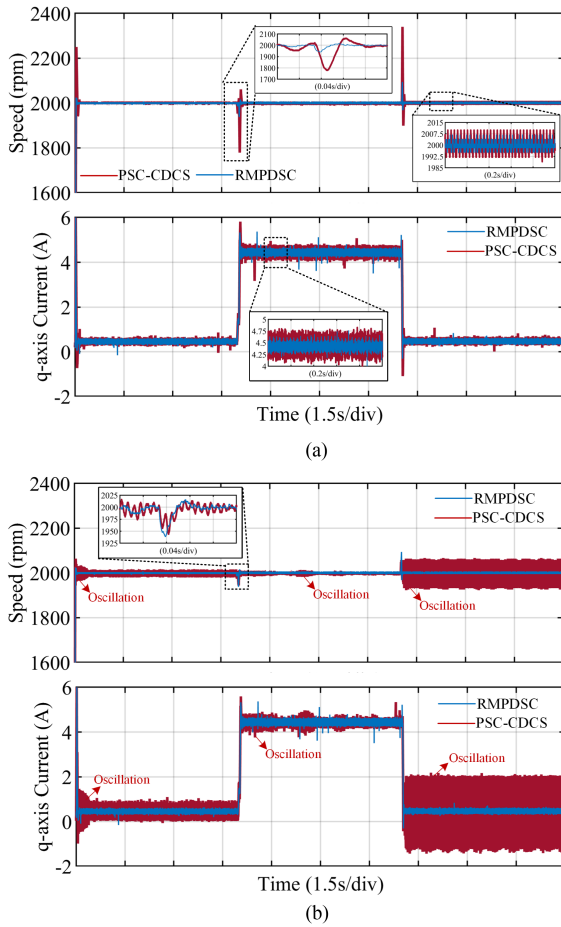 2400
2200
2000
1800
1600
Speed (rpm)
2100
2000
1900
1800
1700
(0.04s/div)
2015
2007.5
2000
1992.5
1985
(0.2s/div)
PSC-CDCS
RMPDSC
6
4
2
0
-2
q-axis Current (A)
RMPDSC
PSC-CDCS
5
4.75
4.5
4.25
4
(0.2s/div)
Time (1.5s/div)
(a)
2400
2200
2000
1800
1600
Speed (rpm)
2025
2000
1975
1950
1925
(0.04s/div)
RMPDSC
PSC-CDCS
Oscillation
Oscillation
Oscillation
6
4
2
0
-2
q-axis Current (A)
RMPDSC
PSC-CDCS
Oscillation
Oscillation
Oscillation
Time (1.5s/div)
(b)